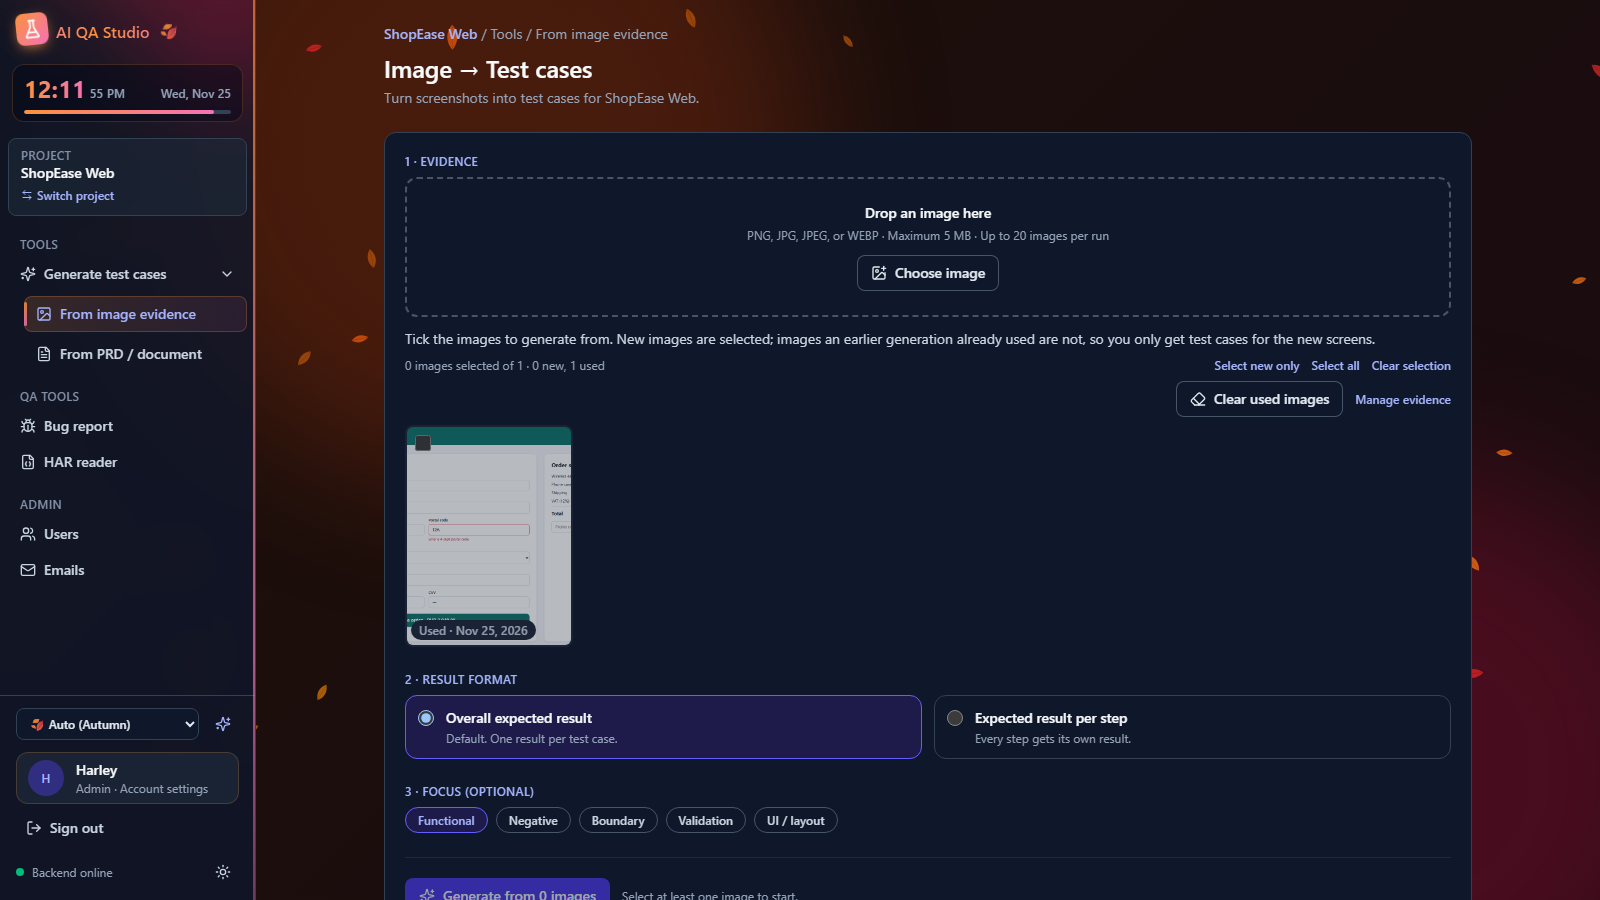 AI QA Studio
12:11 55 PM Wed, Nov 25
PROJECT
ShopEase Web
Switch project
TOOLS
Generate test cases
From image evidence
From PRD / document
QA TOOLS
Bug report
HAR reader
ADMIN
Users
Emails
Auto (Autumn)
H
Harley
Admin · Account settings
Sign out
Backend online
ShopEase Web / Tools / From image evidence
Image → Test cases
Turn screenshots into test cases for ShopEase Web.
1 · EVIDENCE
Drop an image here
PNG, JPG, JPEG, or WEBP · Maximum 5 MB · Up to 20 images per run
Choose image
Tick the images to generate from. New images are selected; images an earlier generation already used are not, so you only get test cases for the new screens.
0 images selected of 1 · 0 new, 1 used
Select new only Select all Clear selection
Clear used images Manage evidence
Postal code
Shipping
Total
CVV
Used · Nov 25, 2026
2 · RESULT FORMAT
Overall expected result
Default. One result per test case.
Expected result per step
Every step gets its own result.
3 · FOCUS (OPTIONAL)
Functional Negative Boundary Validation UI / layout
Generate from 0 images Select at least one image to start.